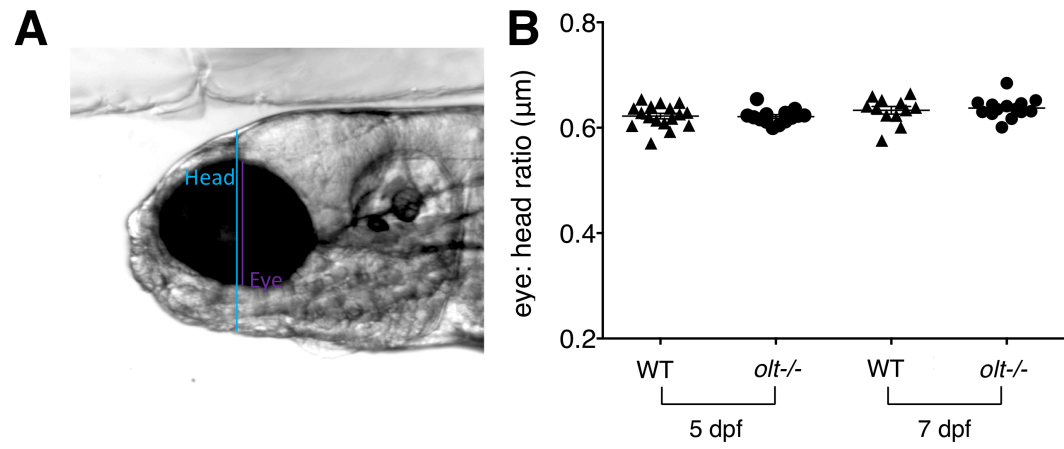 A
Head
Eye
B
eye: head ratio (µm)
0.8
0.6
0.4
0.2
WT
olt-/-
WT
olt-/-
5 dpf
7 dpf